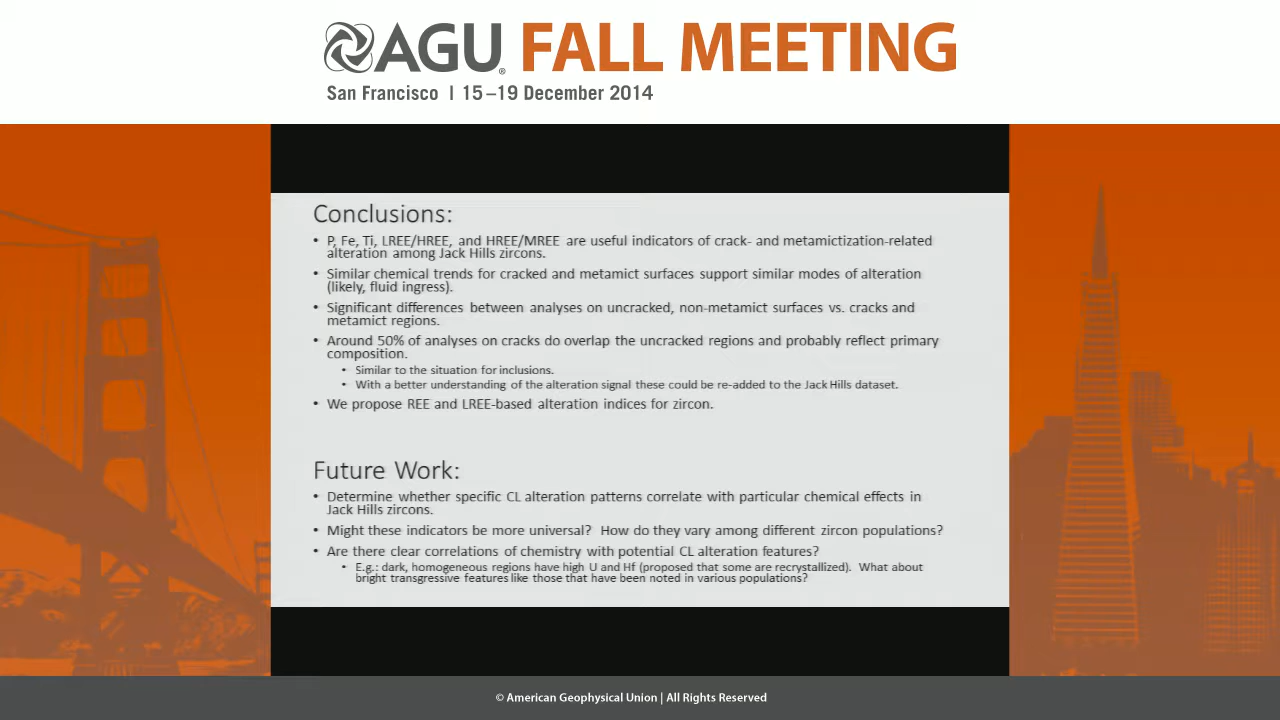 AGU® FALL MEETING
San Francisco | 15–19 December 2014
Conclusions:
• P, Fe, Ti, LREE/HREE, and HREE/MREE are useful indicators of crack- and metamictization-related
alteration among Jack Hills zircons.
• Similar chemical trends for cracked and metamict surfaces support similar modes of alteration
(likely, fluid ingress).
• Significant differences between analyses on uncracked, non-metamict surfaces vs. cracks and
metamict regions.
• Around 50% of analyses on cracks do overlap the uncracked regions and probably reflect primary
composition.
• Similar to the situation for inclusions.
• With a better understanding of the alteration signal these could be re-added to the Jack Hills dataset.
• We propose REE and LREE-based alteration indices for zircon.
Future Work:
• Determine whether specific CL alteration patterns correlate with particular chemical effects in
Jack Hills zircons.
• Might these indicators be more universal? How do they vary among different zircon populations?
• Are there clear correlations of chemistry with potential CL alteration features?
• E.g.: dark, homogeneous regions have high U and Hf (proposed that some are recrystallized). What about
bright transgressive features like those that have been noted in various populations?
© American Geophysical Union | All Rights Reserved